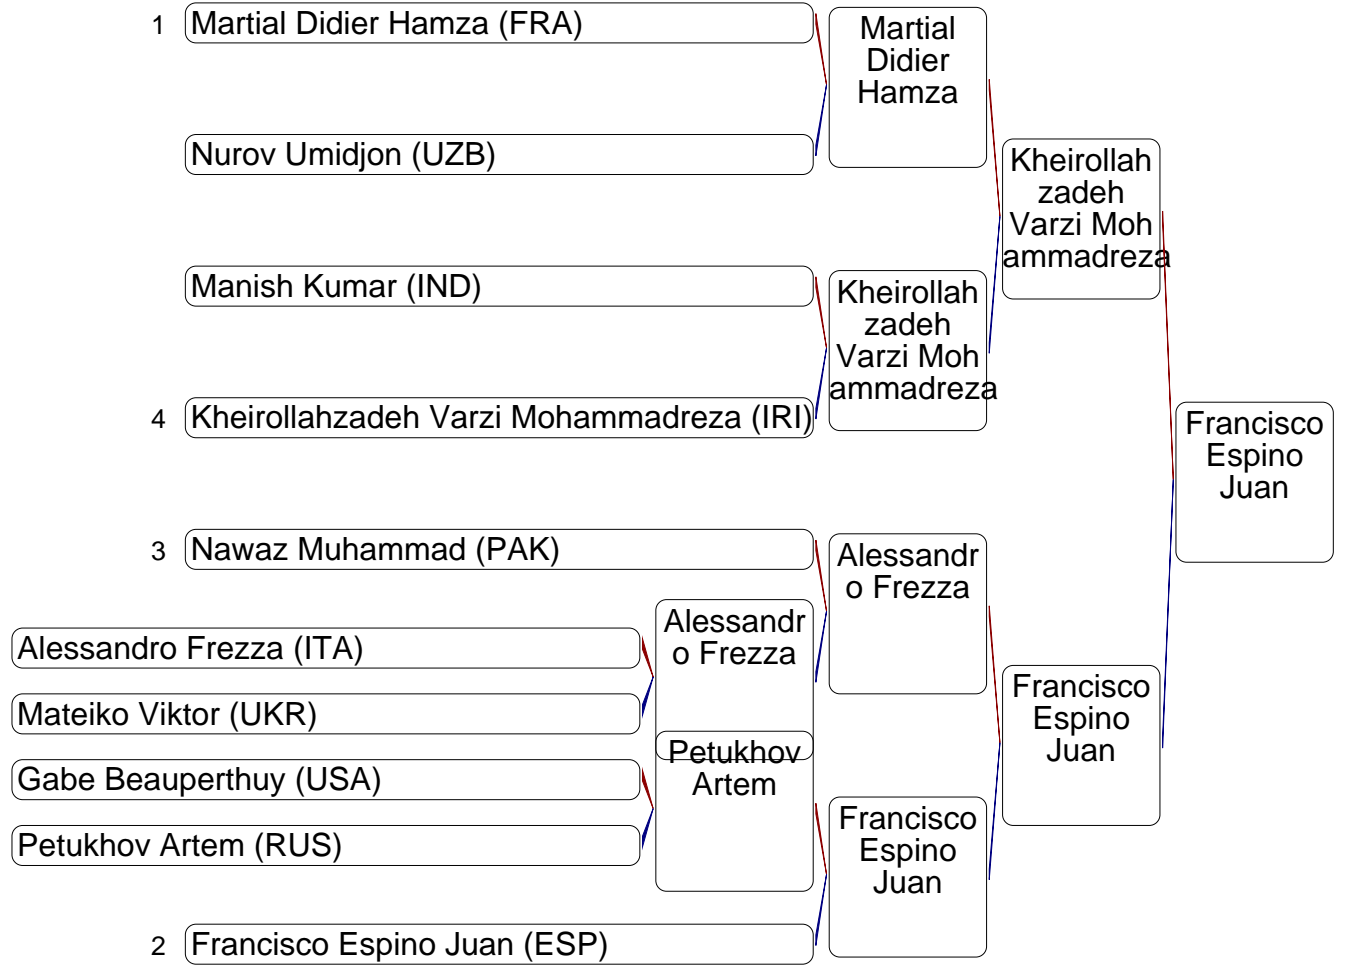 1 Martial Didier Hamza (FRA)
Nurov Umidjon (UZB)
Manish Kumar (IND)
4 Kheirollahzadeh Varzi Mohammadreza (IRI)
3 Nawaz Muhammad (PAK)
Alessandro Frezza (ITA)
Mateiko Viktor (UKR)
Gabe Beauperthuy (USA)
Petukhov Artem (RUS)
2 Francisco Espino Juan (ESP)
Alessandr
o Frezza
Petukhov
Artem
Martial
Didier
Hamza
Kheirollah
zadeh
Varzi Moh
ammadreza
Alessandr
o Frezza
Francisco
Espino
Juan
Kheirollah
zadeh
Varzi Moh
ammadreza
Francisco
Espino
Juan
Francisco
Espino
Juan